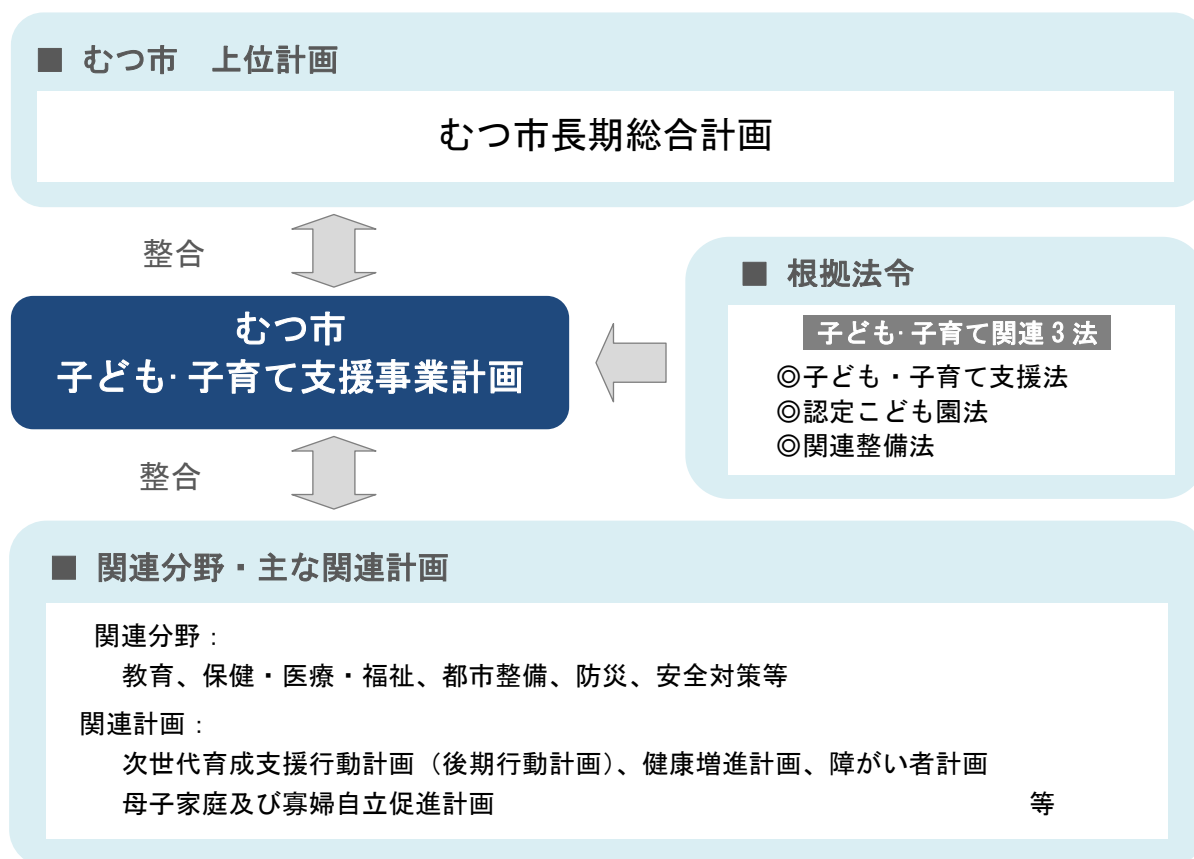 ■ むつ市　上位計画
むつ市長期総合計画
整合
むつ市
子ども・子育て支援事業計画
■ 根拠法令
子ども・子育て関連３法
◎子ども・子育て支援法
◎認定こども園法
◎関連整備法
整合
■ 関連分野・主な関連計画
関連分野：
教育、保健・医療・福祉、都市整備、防災、安全対策等
関連計画：
次世代育成支援行動計画（後期行動計画）、健康増進計画、障がい者計画
母子家庭及び寡婦自立促進計画　　　　　等